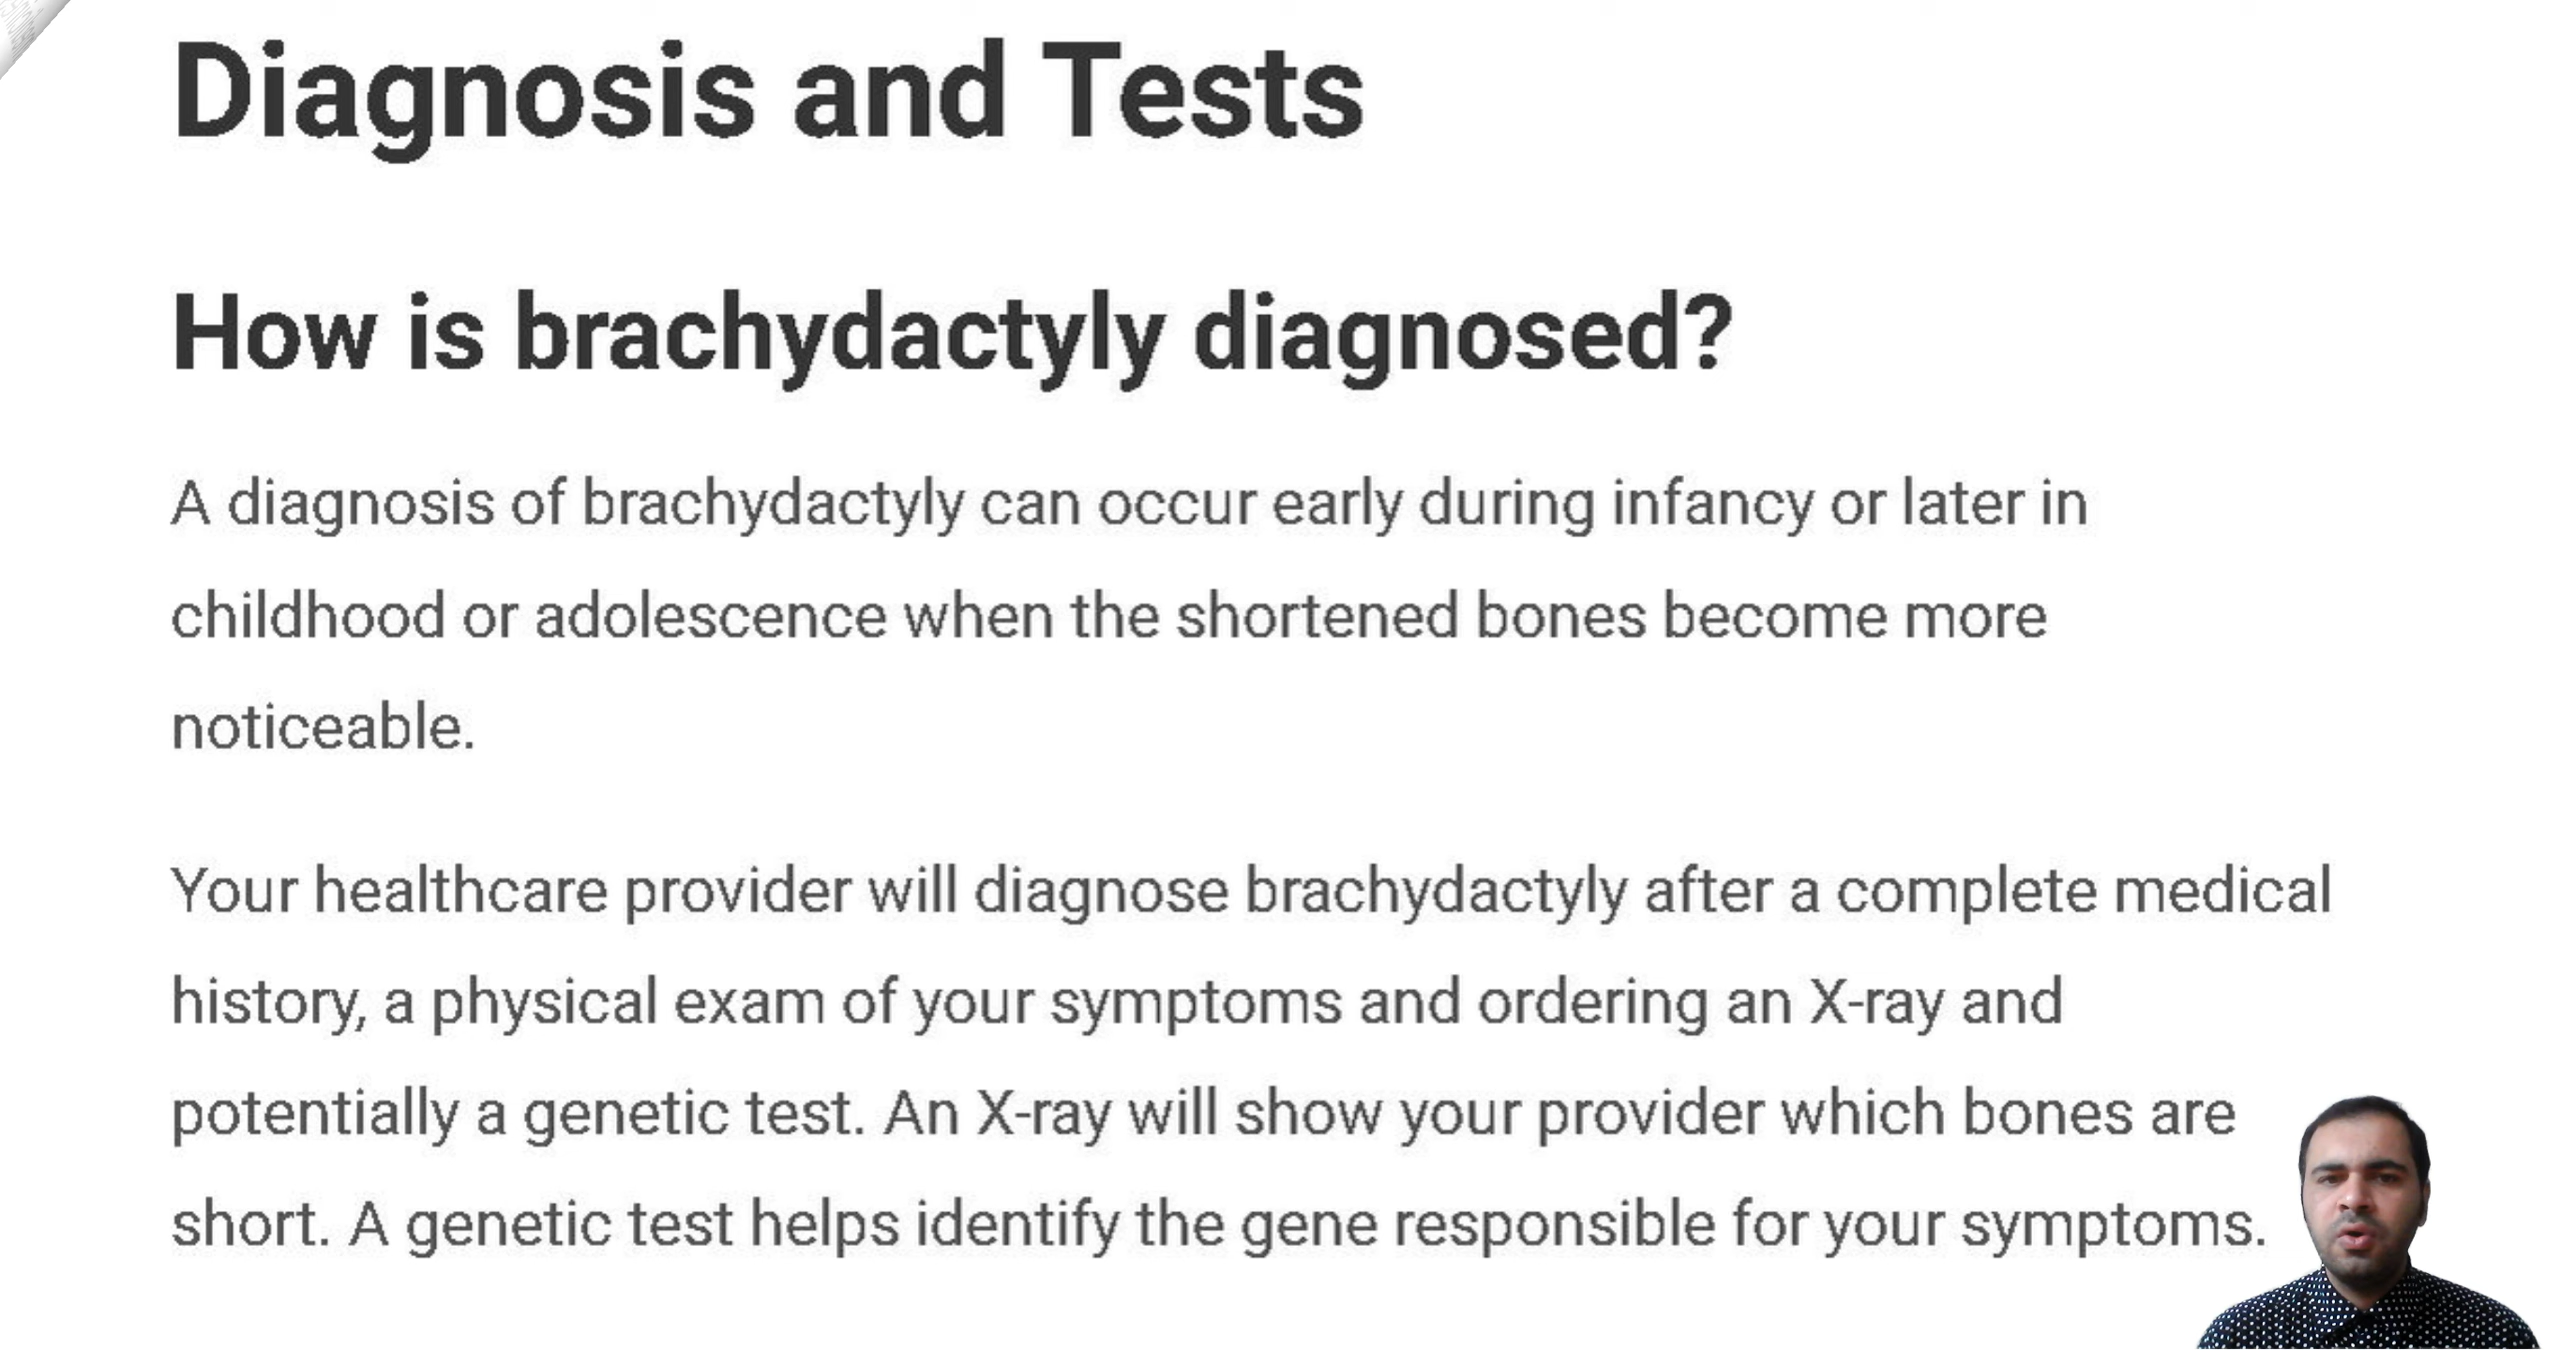 Diagnosis and Tests
How is brachydactyly diagnosed?
A diagnosis of brachydactyly can occur early during infancy or later in
childhood or adolescence when the shortened bones become more
noticeable.
Your healthcare provider will diagnose brachydactyly after a complete medical
history, a physical exam of your symptoms and ordering an X-ray and
potentially a genetic test. An X-ray will show your provider which bones are
short. A genetic test helps identify the gene responsible for your symptoms.